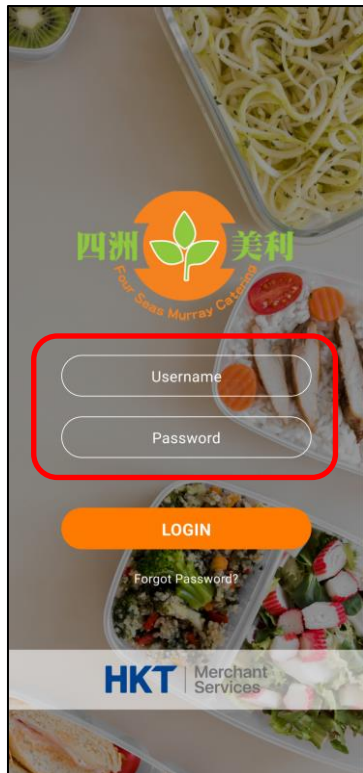 四洲 美利
Four Seas Murray Catering
Username
Password
LOGIN
Forgot Password?
HKT Merchant Services